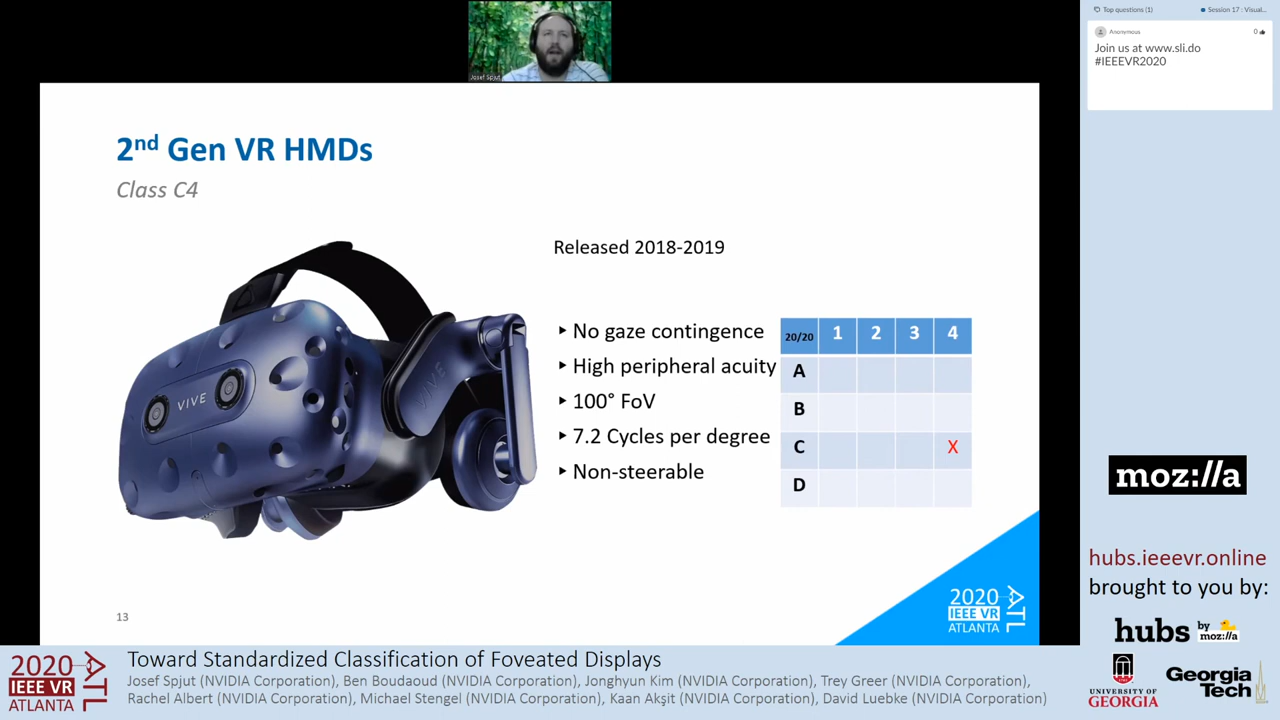 Josef Spjut
2nd Gen VR HMDs
Class C4
Released 2018-2019
‣ No gaze contingence
‣ High peripheral acuity
‣ 100° FoV
‣ 7.2 Cycles per degree
‣ Non-steerable
20/20 1 2 3 4
A
B
C X
D
VIVE
VIVE
13
2020
IEEE VR
ATLANTA
ATL
Top questions (1)
Session 17 : Visual...
Anonymous
0
Join us at www.sli.do
#IEEEVR2020
moz://a
hubs.ieeevr.online
brought to you by:
hubs by moz://a
UNIVERSITY OF
GEORGIA
Georgia
Tech
2020
IEEE VR
ATLANTA
ATL
Toward Standardized Classification of Foveated Displays
Josef Spjut (NVIDIA Corporation), Ben Boudaoud (NVIDIA Corporation), Jonghyun Kim (NVIDIA Corporation), Trey Greer (NVIDIA Corporation),
Rachel Albert (NVIDIA Corporation), Michael Stengel (NVIDIA Corporation), Kaan Akşit (NVIDIA Corporation), David Luebke (NVIDIA Corporation)